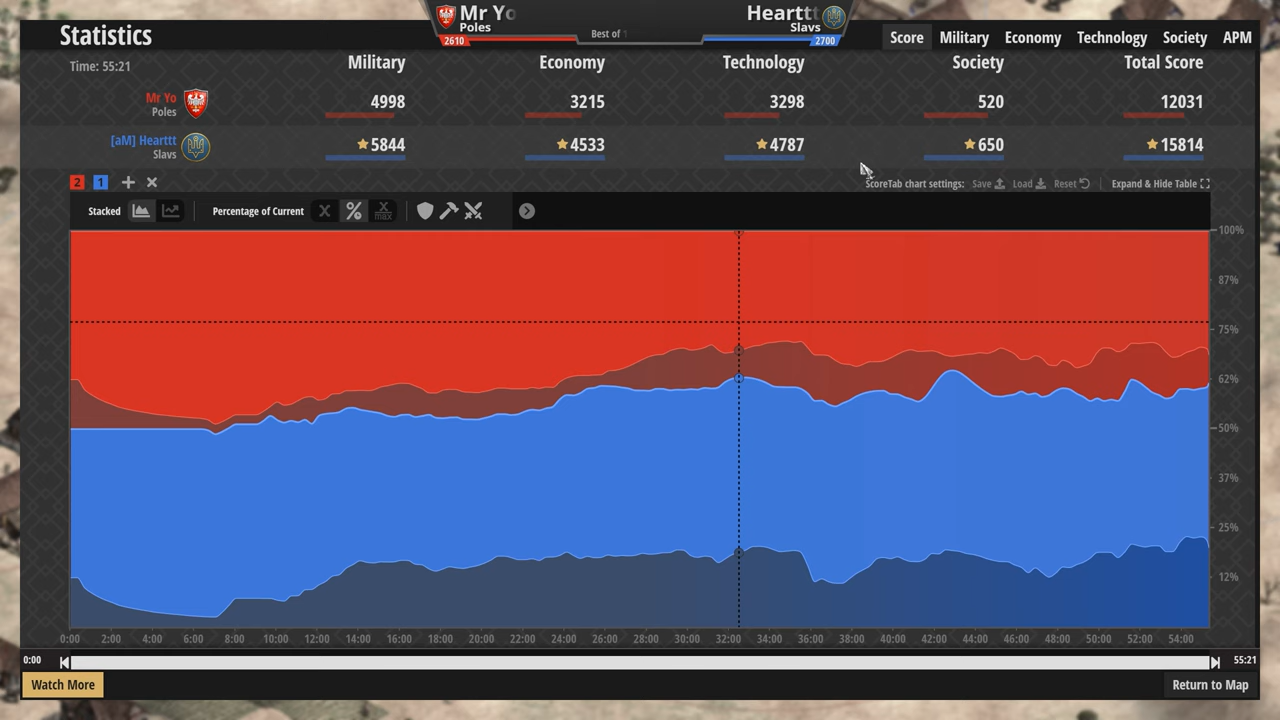 Mr Yo
Poles
2610
Best of
Hearttt
Slavs
2700
Statistics
Score Military Economy Technology Society APM
Time: 55:21
Military Economy Technology Society Total Score
Mr Yo
Poles
4998 3215 3298 520 12031
[aM] Hearttt
Slavs
5844 4533 4787 650 15814
2 1
ScoreTab chart settings: Save Load Reset Expand & Hide Table
Stacked Percentage of Current X % X max
100%
87%
75%
62%
50%
37%
25%
12%
0:00 2:00 4:00 6:00 8:00 10:00 12:00 14:00 16:00 18:00 20:00 22:00 24:00 26:00 28:00 30:00 32:00 34:00 36:00 38:00 40:00 42:00 44:00 46:00 48:00 50:00 52:00 54:00
0:00 55:21
Watch More Return to Map